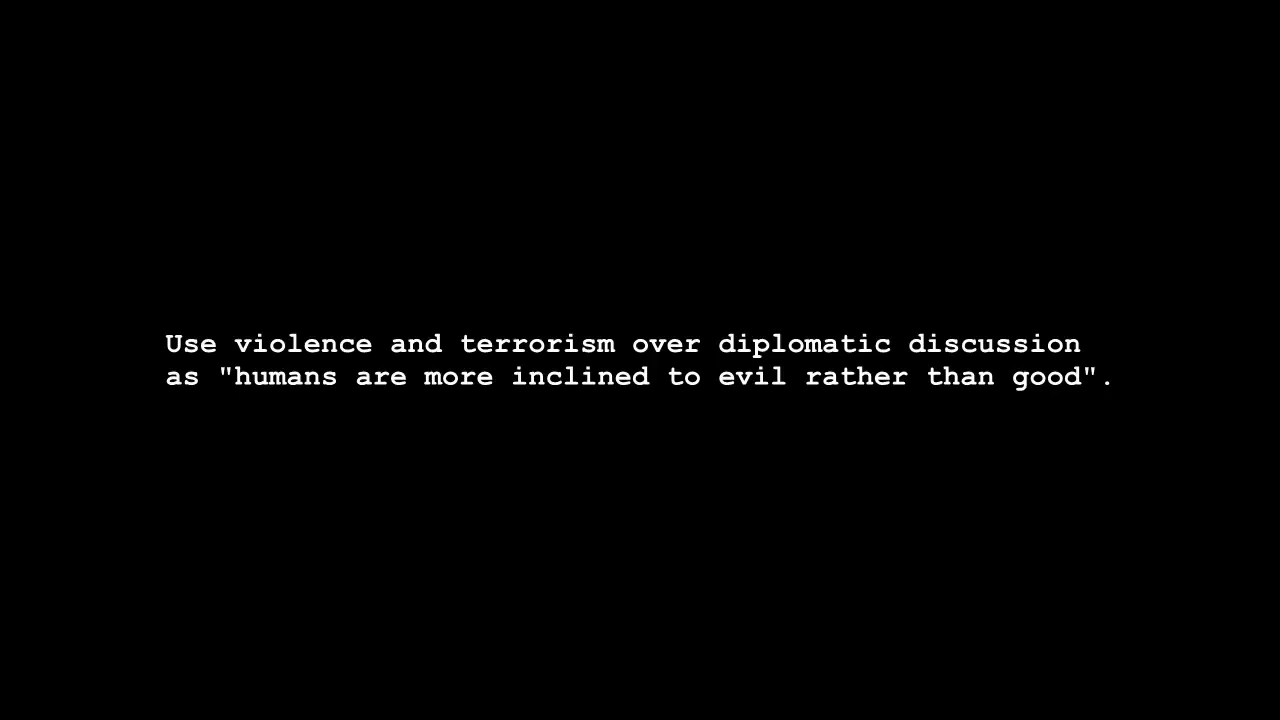 Use violence and terrorism over diplomatic discussion
as "humans are more inclined to evil rather than good".